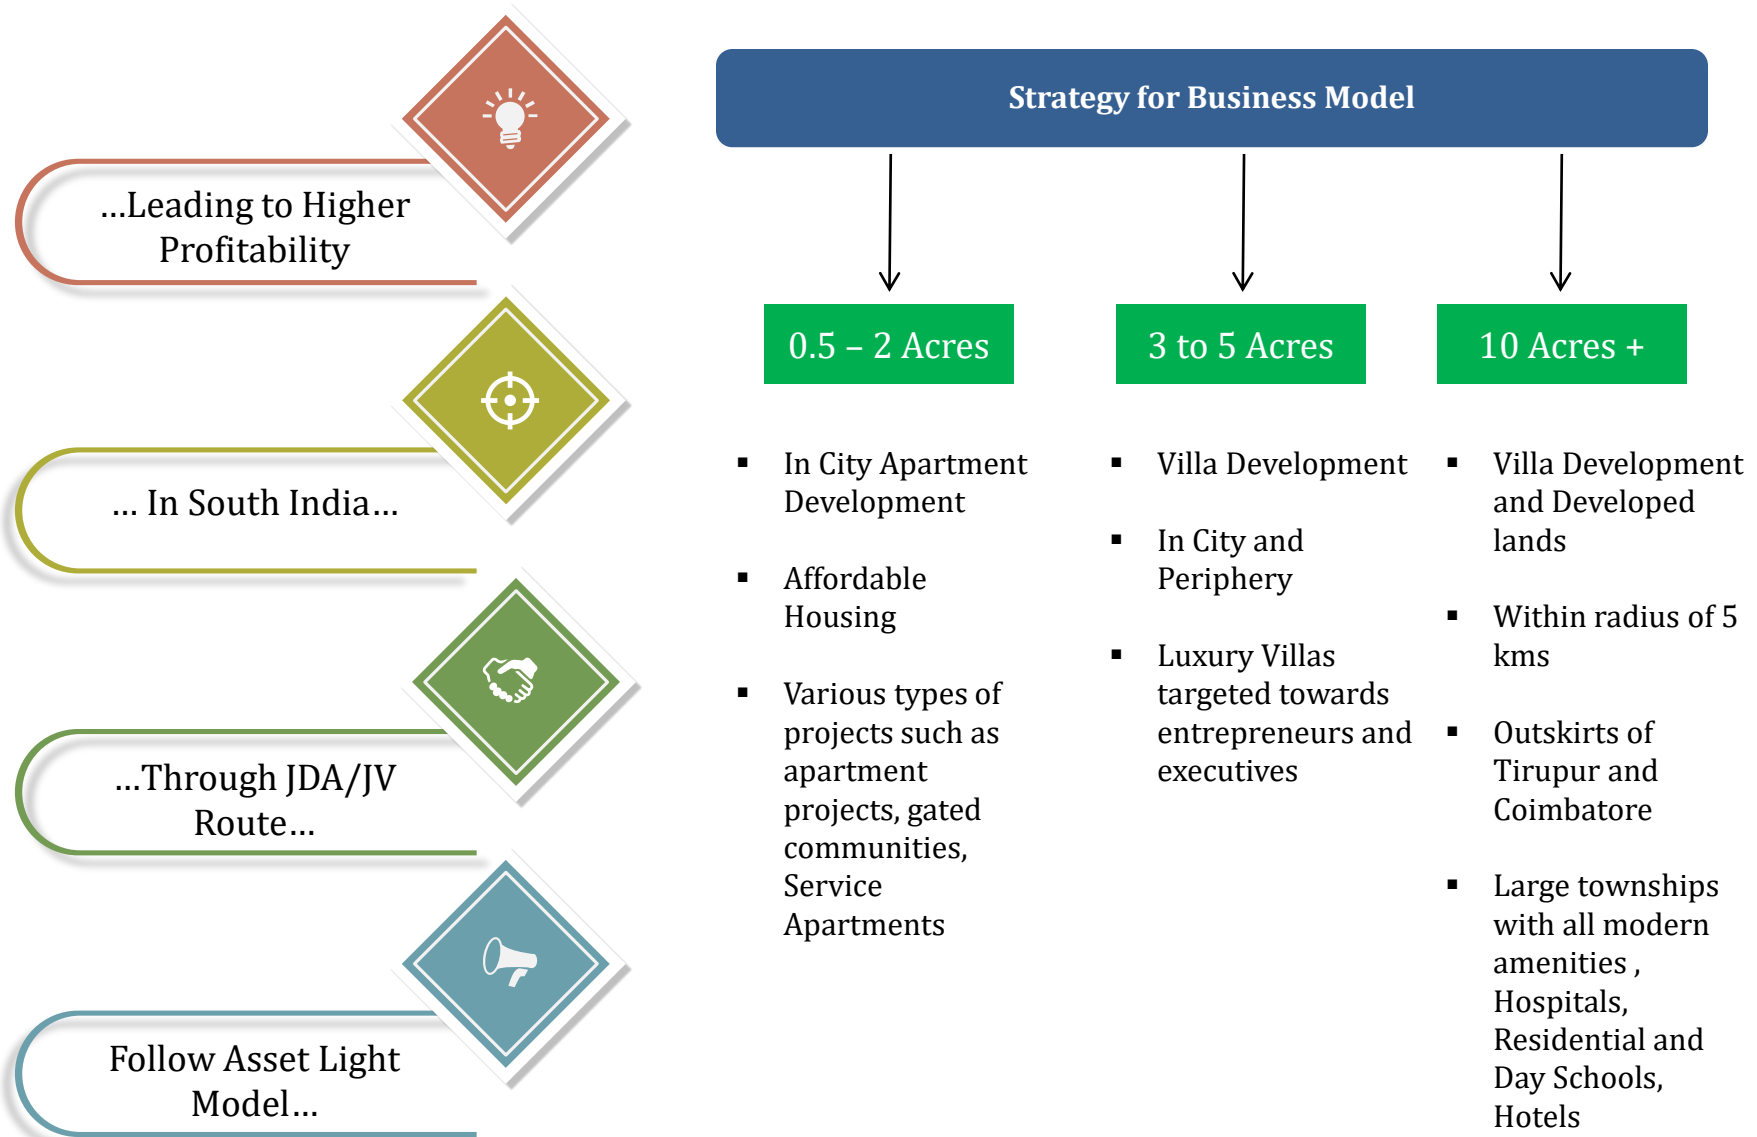 …Leading to Higher
Profitability
… In South India…
…Through JDA/JV
Route…
Follow Asset Light
Model…
Strategy for Business Model
0.5 – 2 Acres
▪ In City Apartment
Development
▪ Affordable
Housing
▪ Various types of
projects such as
apartment
projects, gated
communities,
Service
Apartments
3 to 5 Acres
▪ Villa Development
▪ In City and
Periphery
▪ Luxury Villas
targeted towards
entrepreneurs and
executives
10 Acres +
▪ Villa Development
and Developed
lands
▪ Within radius of 5
kms
▪ Outskirts of
Tirupur and
Coimbatore
▪ Large townships
with all modern
amenities ,
Hospitals,
Residential and
Day Schools,
Hotels